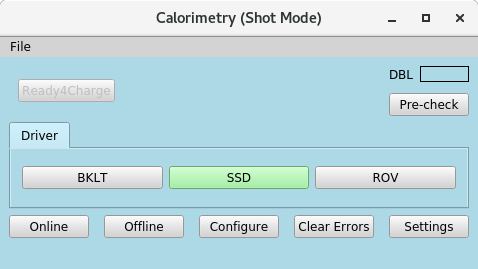 Calorimetry (Shot Mode)
File
DBL
Ready4Charge
Pre-check
Driver
BKLT SSD ROV
Online Offline Configure Clear Errors Settings